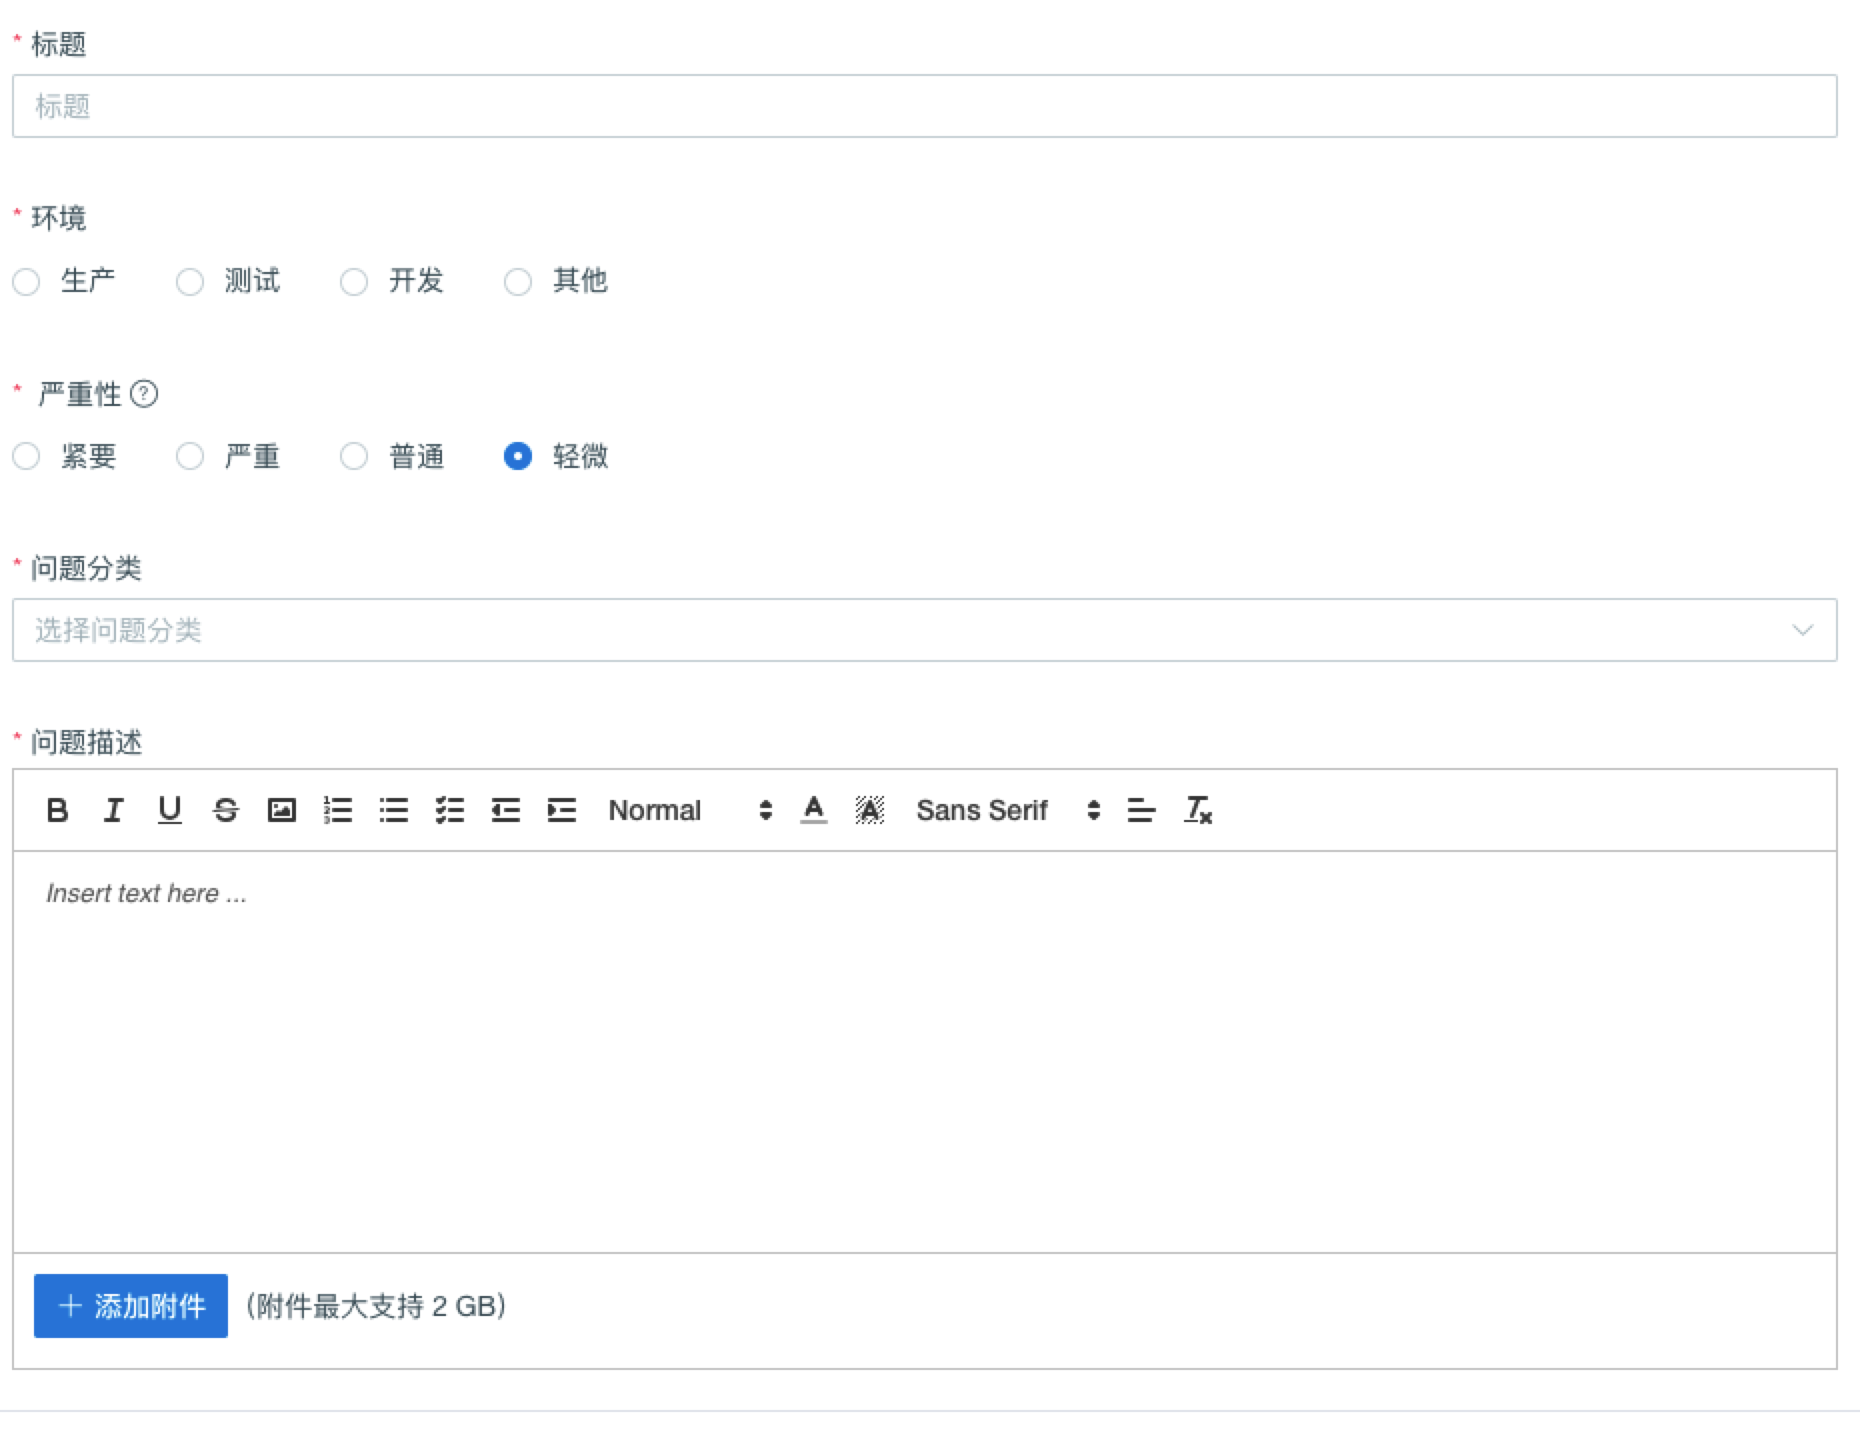 * 标题
标题
* 环境
生产 测试 开发 其他
* 严重性 ?
紧要 严重 普通 轻微
* 问题分类
选择问题分类
* 问题描述
Normal Sans Serif
Insert text here ...
+ 添加附件 (附件最大支持 2 GB)